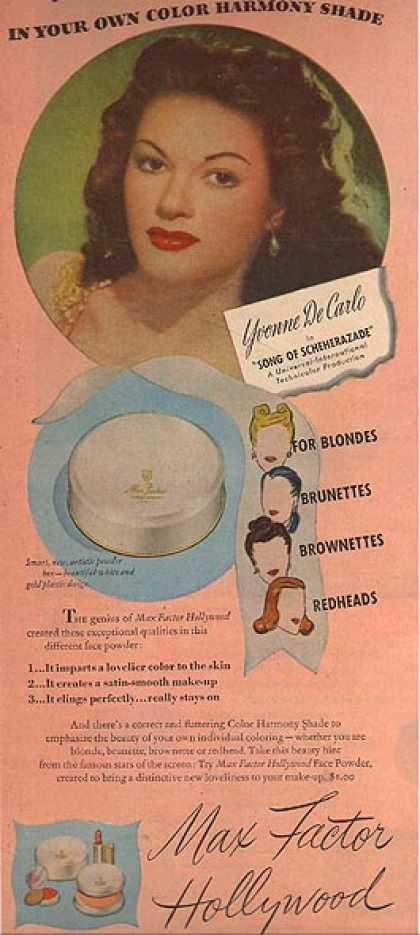 IN YOUR OWN COLOR HARMONY SHADE
Yvonne De Carlo
in
"SONG OF SCHEHERAZADE"
A Universal-International
Technicolor Production
FOR BLONDES
BRUNETTES
BROWNETTES
REDHEADS
Max Factor
Smart, new, artistic powder
box—beautiful white and
gold plastic design.
THE genius of Max Factor Hollywood
created these exceptional qualities in this
different face powder:
1...It imparts a lovelier color to the skin
2...It creates a satin-smooth make-up
3...It clings perfectly...really stays on
And there's a correct and flattering Color Harmony Shade to
emphasize the beauty of your own individual coloring—whether you are
blonde, brunette, brownette or redhead. Take this beauty hint
from the famous stars of the screen: Try Max Factor Hollywood Face Powder,
created to bring a distinctive new loveliness to your make-up. $1.00
Max Factor
Hollywood